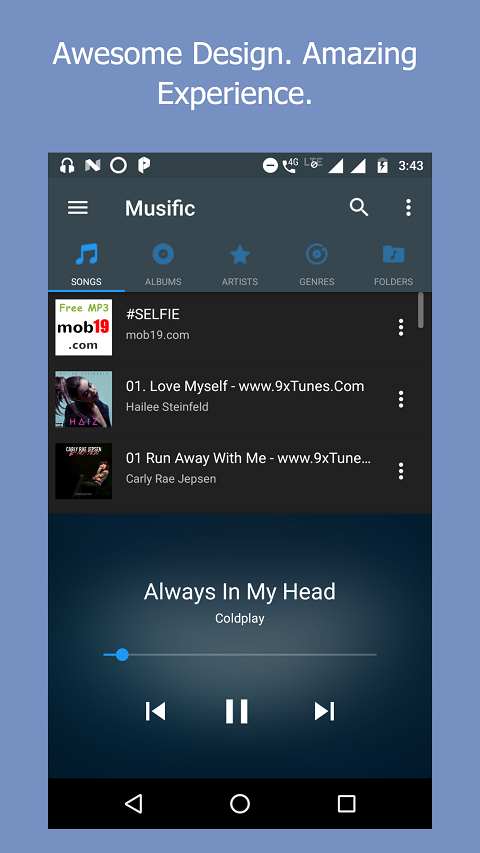 Awesome Design. Amazing
Experience.
4G LTE 3:43
Musific
SONGS ALBUMS ARTISTS GENRES FOLDERS
Free MP3
mob19
.com
#SELFIE
mob19.com
HAIZ
01. Love Myself - www.9xTunes.Com
Hailee Steinfeld
CARLY RAE JEPSEN
01 Run Away With Me - www.9xTune...
Carly Rae Jepsen
Always In My Head
Coldplay